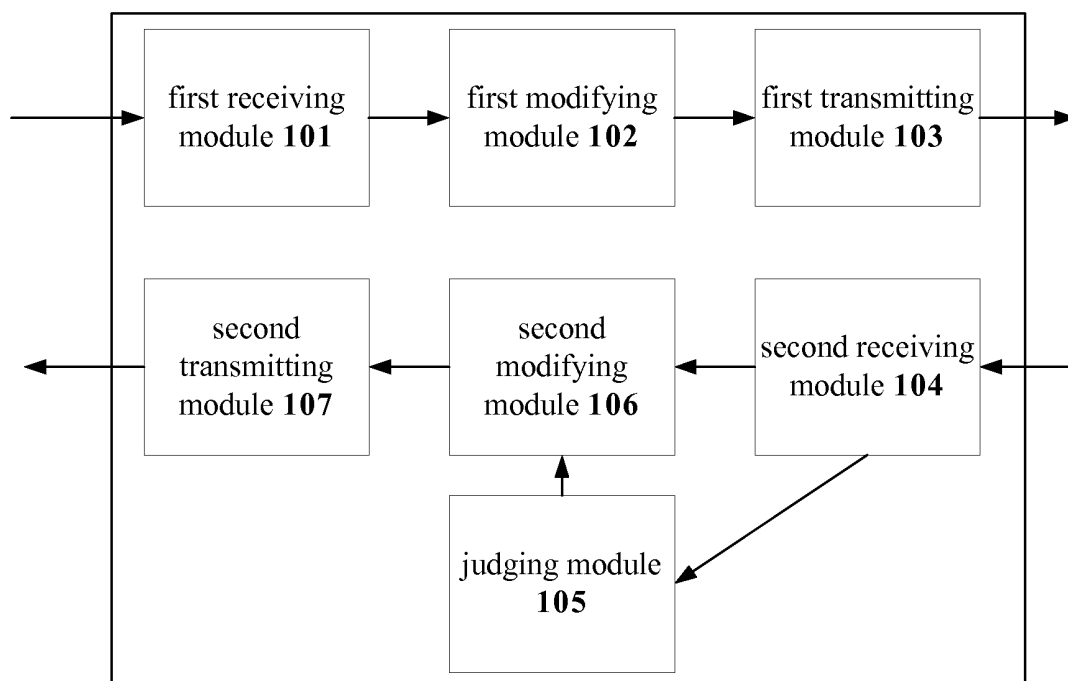 first receiving
module 101
first modifying
module 102
first transmitting
module 103
second
transmitting
module 107
second
modifying
module 106
second receiving
module 104
judging module
105